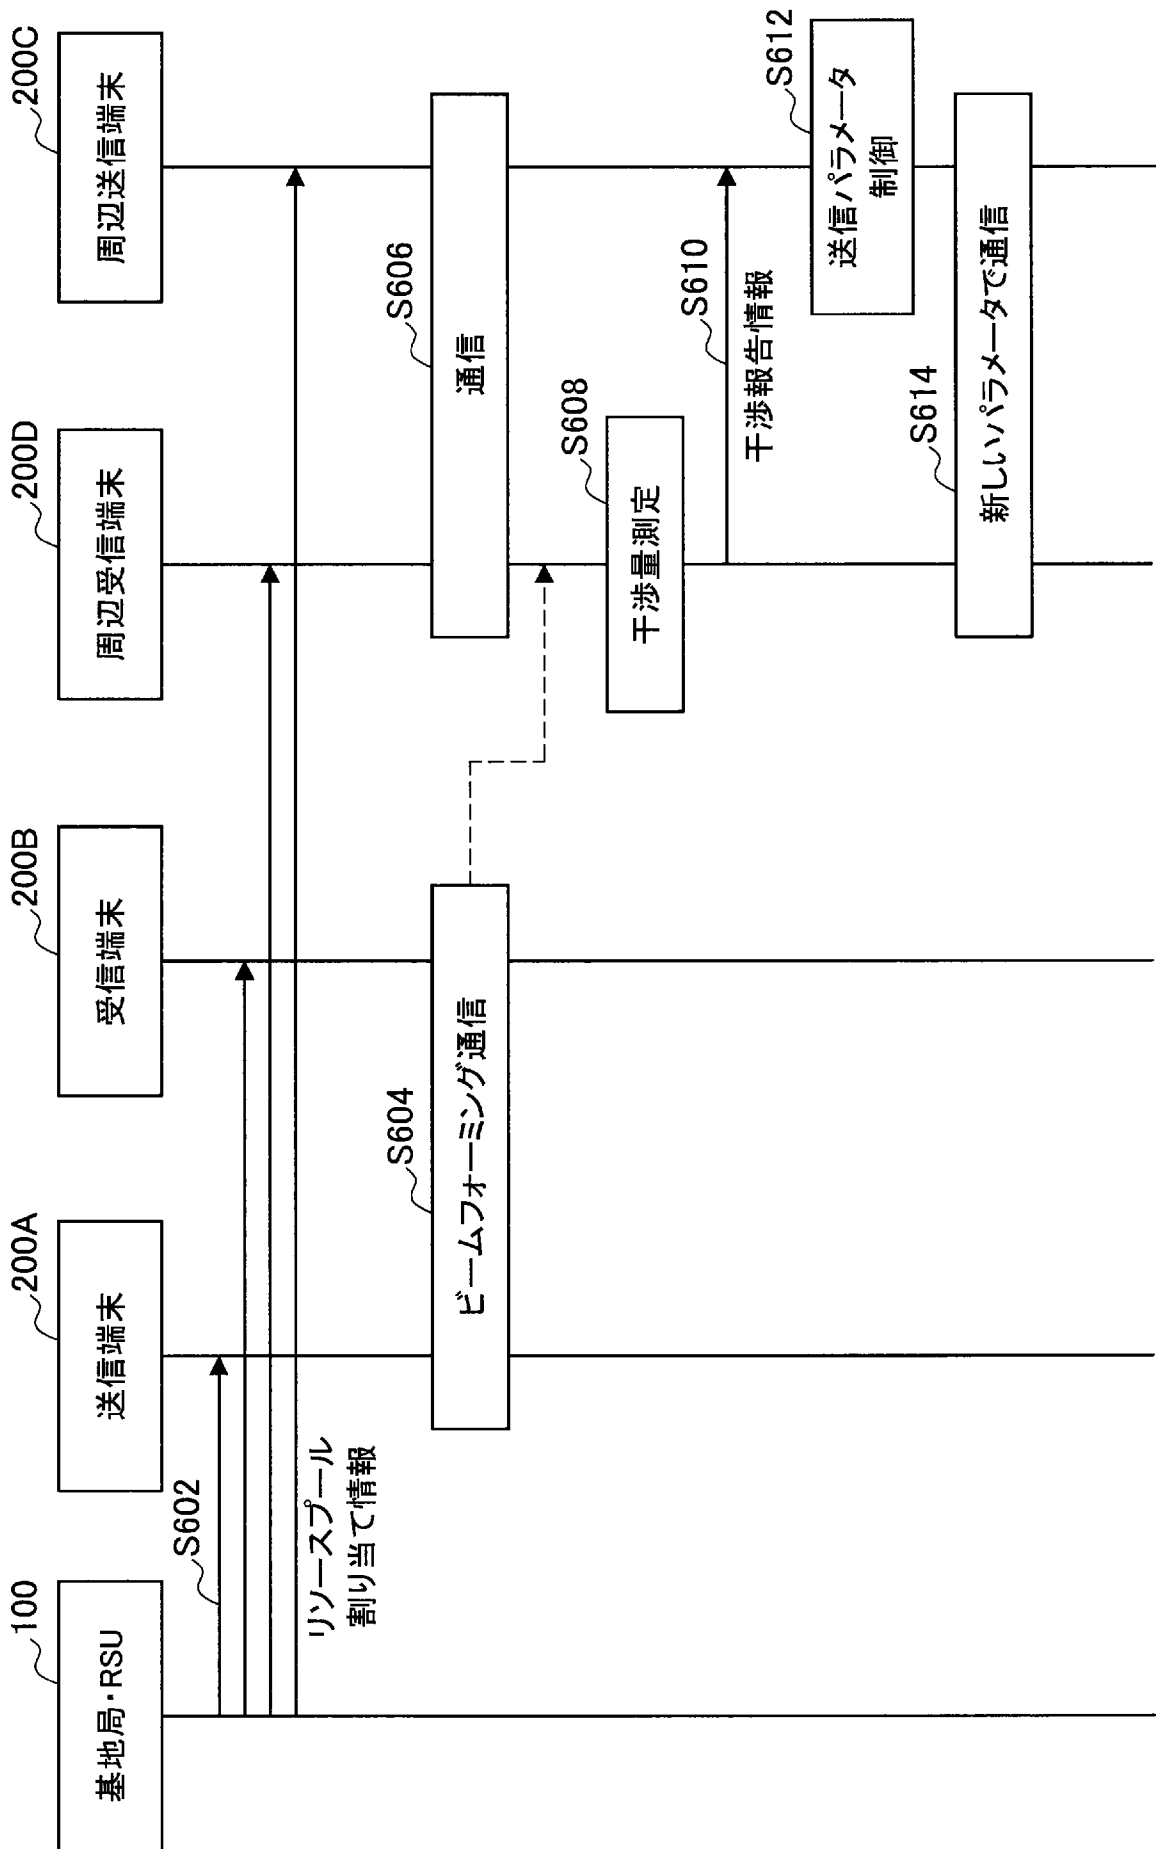 100
基地局・RSU
200A
送信端末
200B
受信端末
200D
周辺受信端末
200C
周辺送信端末
S602
リソースプール
割り当て情報
S604
ビームフォーミング通信
S606
通信
S608
干渉量測定
S610
干渉報告情報
S612
送信パラメータ
制御
S614
新しいパラメータで通信